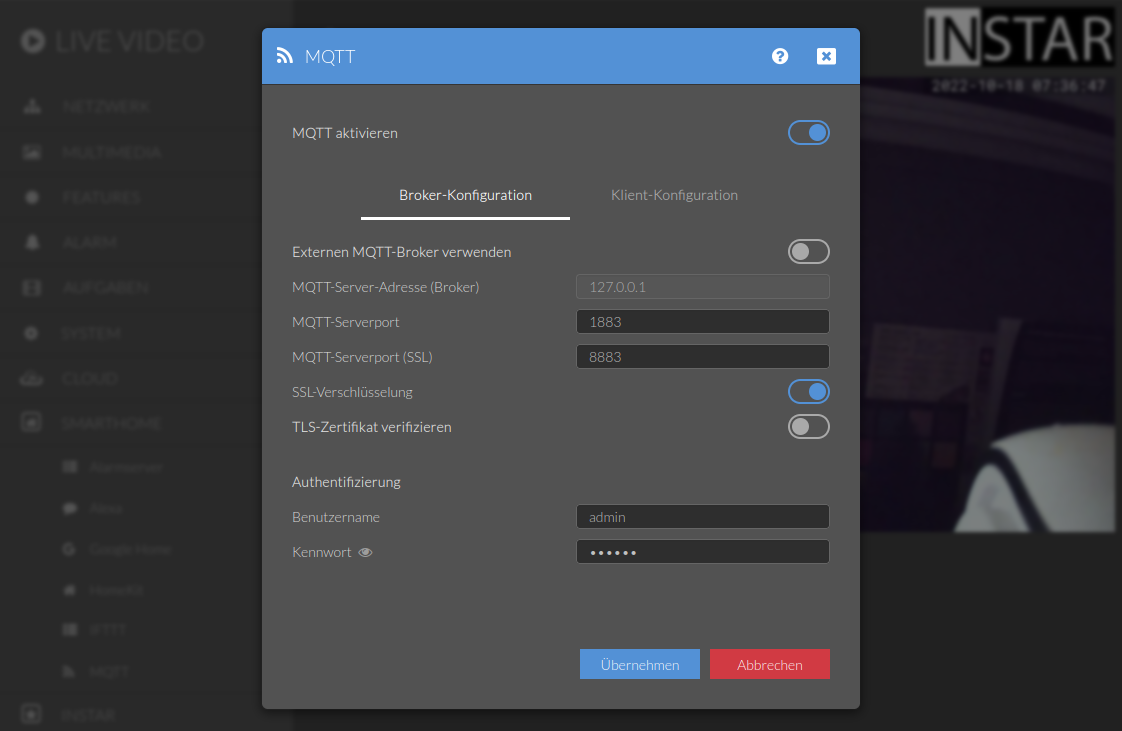 LIVE VIDEO
NETZWERK
MULTIMEDIA
FEATURES
ALARM
AUFGABEN
SYSTEM
CLOUD
SMARTHOME
Alarmserver
Alexa
Google Home
HomeKit
IFTTT
MQTT
INSTAR
MQTT
MQTT aktivieren
Broker-Konfiguration Klient-Konfiguration
Externen MQTT-Broker verwenden
MQTT-Server-Adresse (Broker) 127.0.0.1
MQTT-Serverport 1883
MQTT-Serverport (SSL) 8883
SSL-Verschlüsselung
TLS-Zertifikat verifizieren
Authentifizierung
Benutzername admin
Kennwort ••••••
Übernehmen Abbrechen
INSTAR
2022-10-18 07:36:47